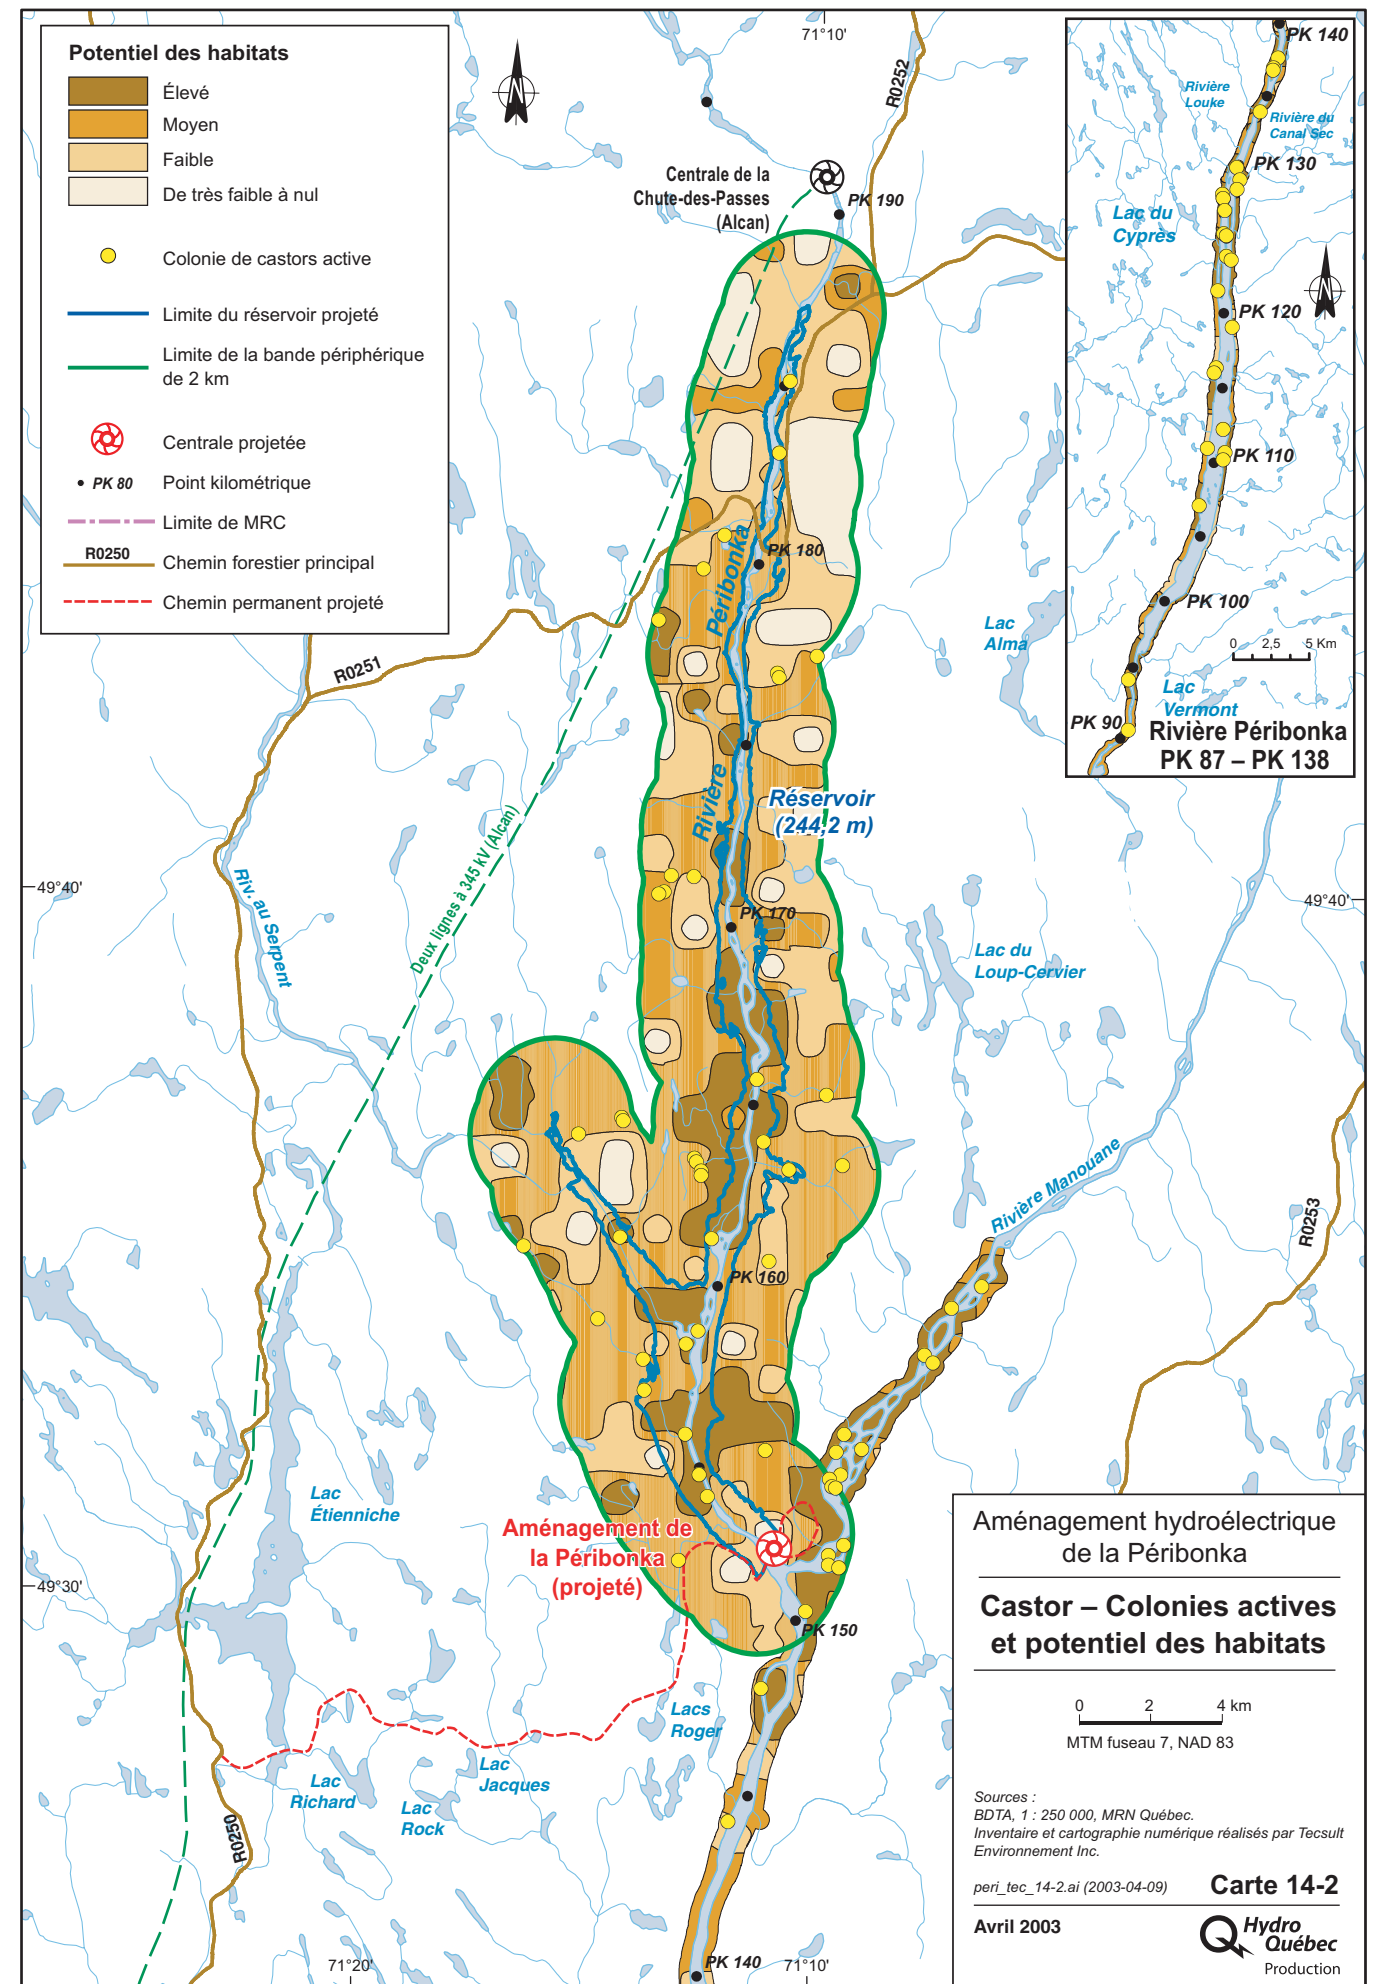 Potentiel des habitats
Élevé
Moyen
Faible
De très faible à nul
Colonie de castors active
Limite du réservoir projeté
Limite de la bande périphérique
de 2 km
Centrale projetée
PK 80 Point kilométrique
Limite de MRC
R0250 Chemin forestier principal
Chemin permanent projeté
71°10'
R0252
Centrale de la
Chute-des-Passes
(Alcan)
PK 190
PK 140
Rivière
Louke
Rivière du
Canal Sec
PK 130
Lac du
Cyprès
PK 120
PK 110
PK 100
0 2,5 5 Km
Lac
Vermont
PK 90
Rivière Péribonka
PK 87 – PK 138
PK 180
Péribonka
Lac
Alma
R0251
Rivière
Réservoir
(244,2 m)
Deux lignes à 345 kV (Alcan)
49°40'
49°40'
Riv. au Serpent
PK 170
Lac du
Loup-Cervier
Rivière Manouane
R0253
PK 160
Lac
Étienniche
Aménagement de
la Péribonka
(projeté)
49°30'
PK 150
Lacs
Roger
Lac
Jacques
Lac
Richard
Lac
Rock
R0250
71°20'
71°10'
PK 140
Aménagement hydroélectrique
de la Péribonka
Castor – Colonies actives
et potentiel des habitats
0 2 4 km
MTM fuseau 7, NAD 83
Sources :
BDTA, 1 : 250 000, MRN Québec.
Inventaire et cartographie numérique réalisés par Tecsult
Environnement Inc.
peri_tec_14-2.ai (2003-04-09)
Carte 14-2
Avril 2003
Hydro
Québec
Production